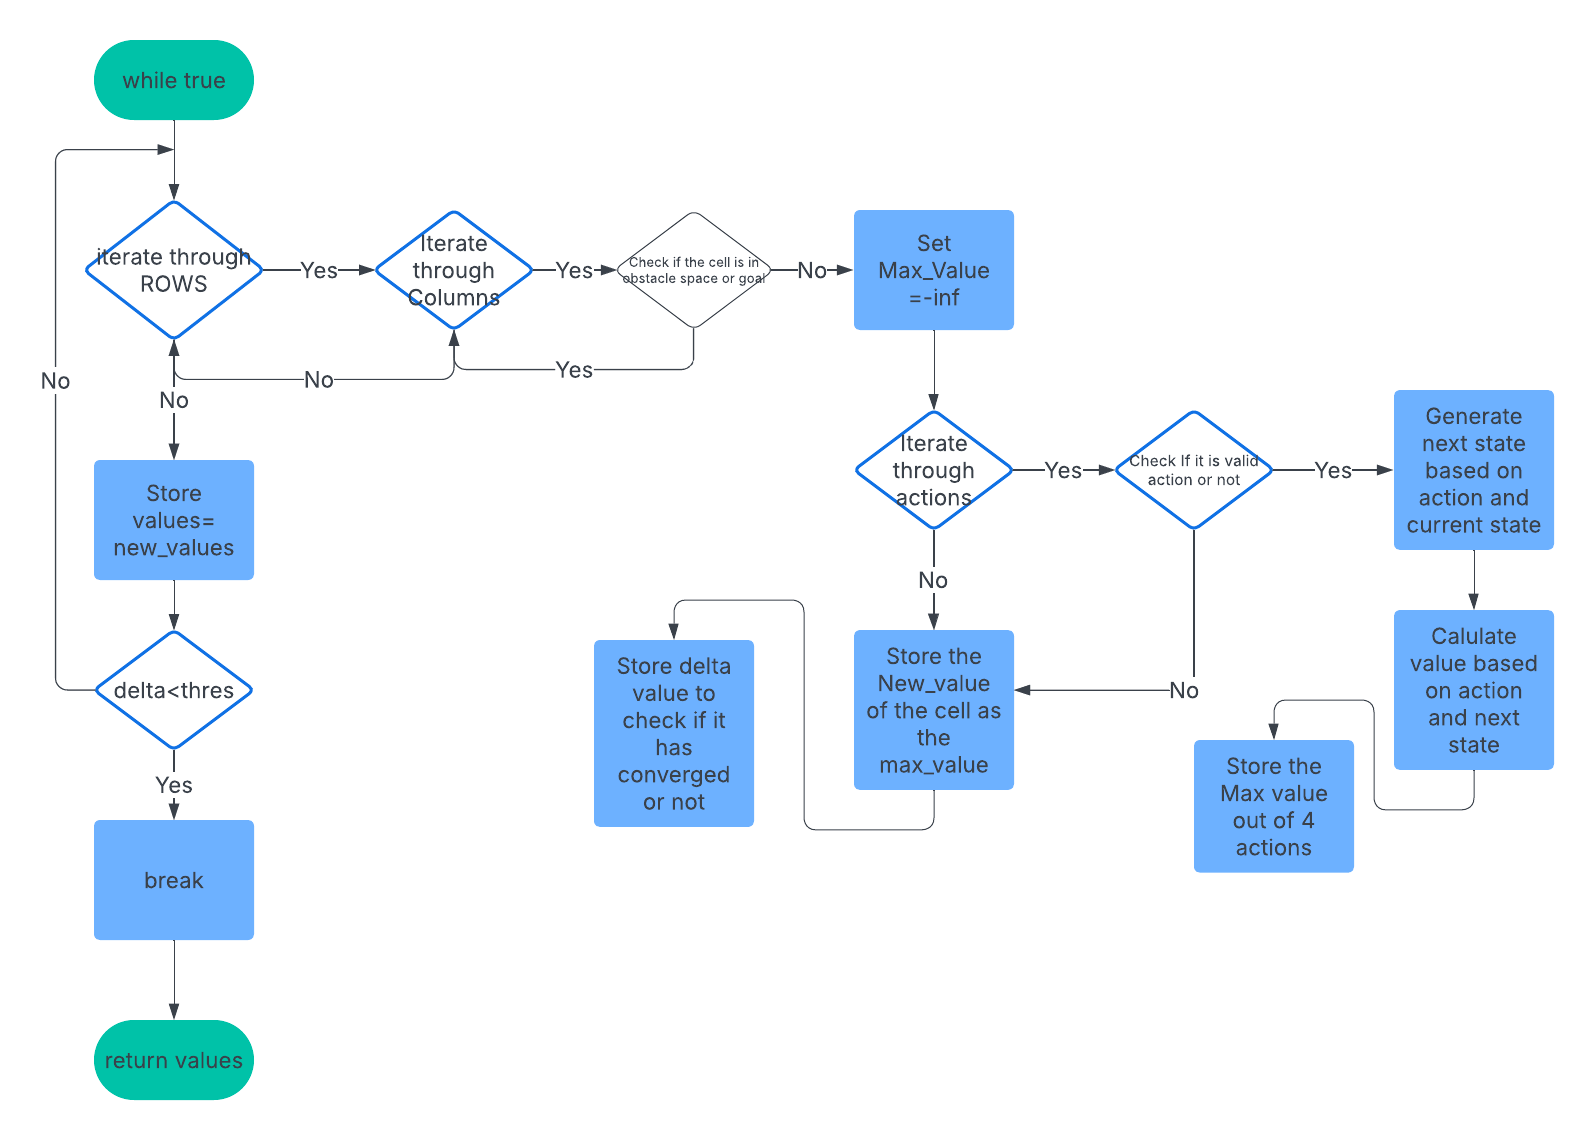 while true
iterate through
ROWS
Yes
Iterate
through
Columns
Yes
Check if the cell is in
obstacle space or goal
No
Set
Max_Value
=-inf
No
Yes
No
No
Iterate
through
actions
Yes
Check If it is valid
action or not
Yes
Generate
next state
based on
action and
current state
Store
values=
new_values
No
No
Store delta
value to
check if it
has
converged
or not
Store the
New_value
of the cell as
the
max_value
Calulate
value based
on action
and next
state
Store the
Max value
out of 4
actions
delta<thres
Yes
break
return values